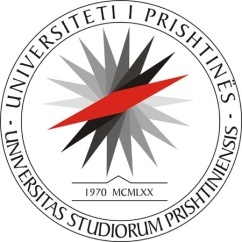 · UNIVERSITETI I PRISHTINËS ·
UNIVERSITAS STUDIORUM PRISHTINIENSIS
1970 MCMLXX